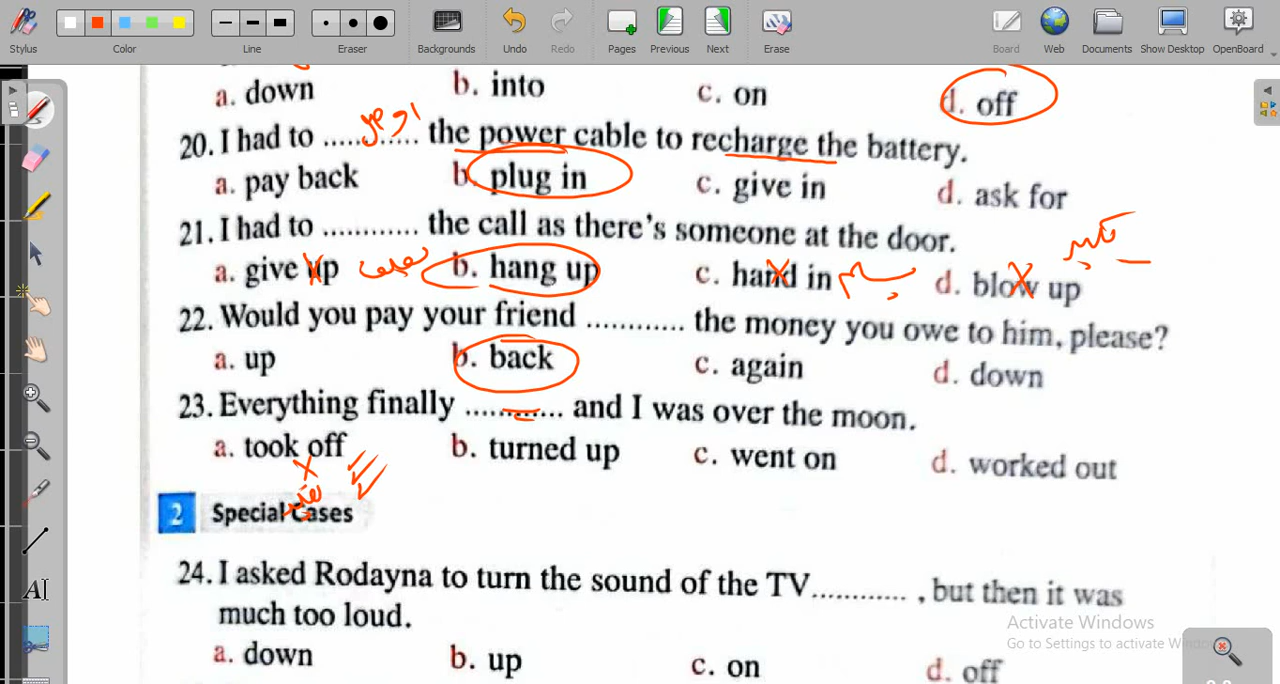 Stylus
Color
Line
Eraser
Backgrounds
Undo
Redo
Pages
Previous
Next
Erase
Board
Web
Documents
Show Desktop
OpenBoard
a. down b. into c. on d. off
20. I had to ............ the power cable to recharge the battery.
a. pay back b. plug in c. give in d. ask for
21. I had to ............ the call as there's someone at the door.
a. give up b. hang up c. hand in d. blow up
22. Would you pay your friend ............ the money you owe to him, please?
a. up b. back c. again d. down
23. Everything finally ............ and I was over the moon.
a. took off b. turned up c. went on d. worked out
2 Special Cases
24. I asked Rodayna to turn the sound of the TV............ , but then it was
much too loud.
a. down b. up c. on d. off
Activate Windows
Go to Settings to activate